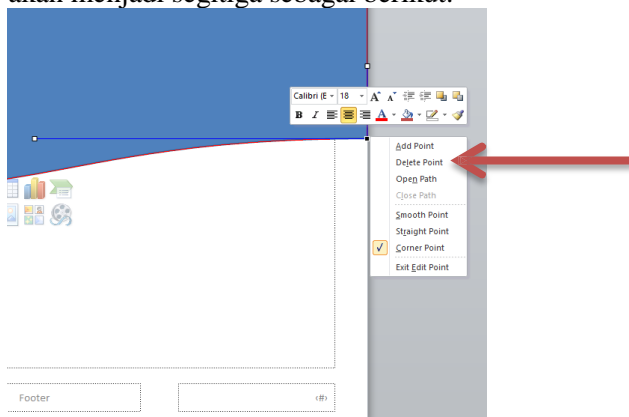 akan menjadi segitiga sebagai berikut:
Calibri (E 18 A A
B I A
Add Point
Delete Point
Open Path
Close Path
Smooth Point
Straight Point
Corner Point
Exit Edit Point
Footer
‹#›